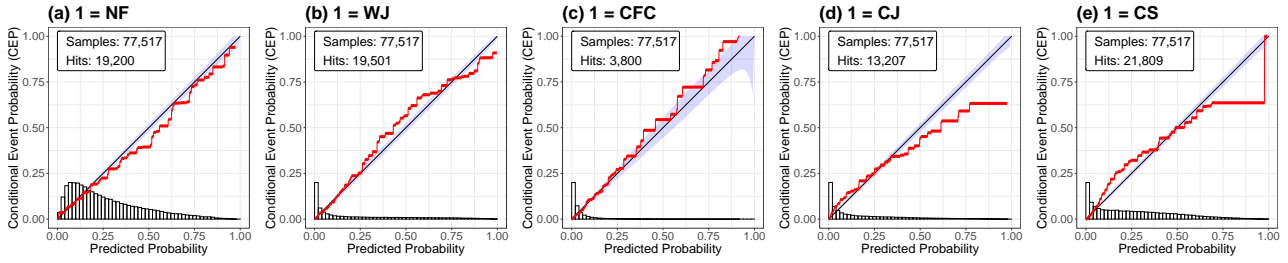 (a) 1 = NF
Conditional Event Probability (CEP)
1.00
0.75
0.50
0.25
0.00
Samples: 77,517
Hits: 19,200
0.00 0.25 0.50 0.75 1.00
Predicted Probability
(b) 1 = WJ
Conditional Event Probability (CEP)
1.00
0.75
0.50
0.25
0.00
Samples: 77,517
Hits: 19,501
0.00 0.25 0.50 0.75 1.00
Predicted Probability
(c) 1 = CFC
Conditional Event Probability (CEP)
1.00
0.75
0.50
0.25
0.00
Samples: 77,517
Hits: 3,800
0.00 0.25 0.50 0.75 1.00
Predicted Probability
(d) 1 = CJ
Conditional Event Probability (CEP)
1.00
0.75
0.50
0.25
0.00
Samples: 77,517
Hits: 13,207
0.00 0.25 0.50 0.75 1.00
Predicted Probability
(e) 1 = CS
Conditional Event Probability (CEP)
1.00
0.75
0.50
0.25
0.00
Samples: 77,517
Hits: 21,809
0.00 0.25 0.50 0.75 1.00
Predicted Probability